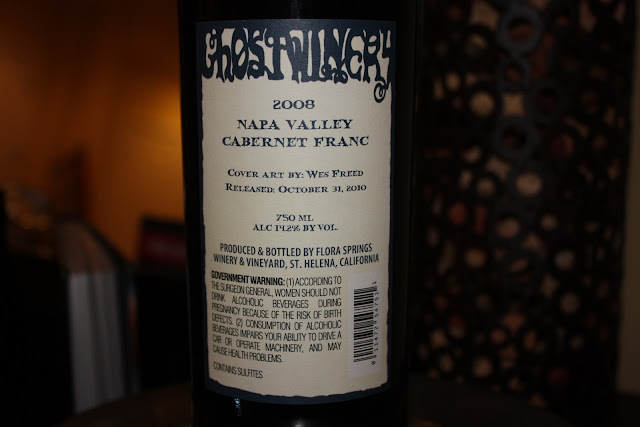 GhostWinery
2008
Napa Valley
Cabernet Franc
Cover art by: Wes Freed
Released: October 31, 2010
750 ML
ALC 14.2% BY VOL.
PRODUCED & BOTTLED BY FLORA SPRINGS
WINERY & VINEYARD, ST. HELENA, CALIFORNIA
GOVERNMENT WARNING: (1) ACCORDING TO
THE SURGEON GENERAL, WOMEN SHOULD NOT
DRINK ALCOHOLIC BEVERAGES DURING
PREGNANCY BECAUSE OF THE RISK OF BIRTH
DEFECTS. (2) CONSUMPTION OF ALCOHOLIC
BEVERAGES IMPAIRS YOUR ABILITY TO DRIVE A
CAR OR OPERATE MACHINERY, AND MAY
CAUSE HEALTH PROBLEMS.
CONTAINS SULFITES